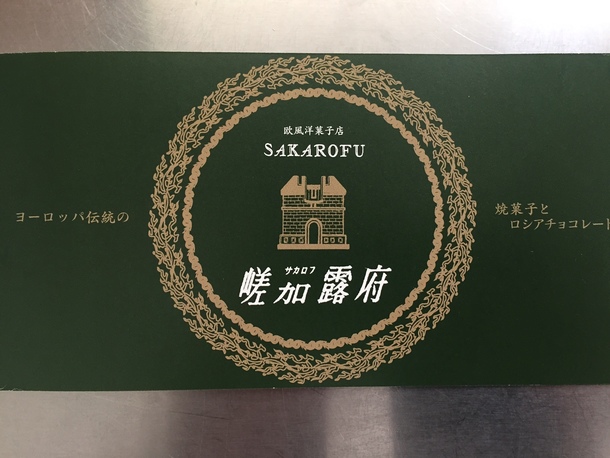 欧風洋菓子店
SAKAROFU
サカロフ
嵯加露府
ヨーロッパ伝統の
焼菓子と
ロシアチョコレート